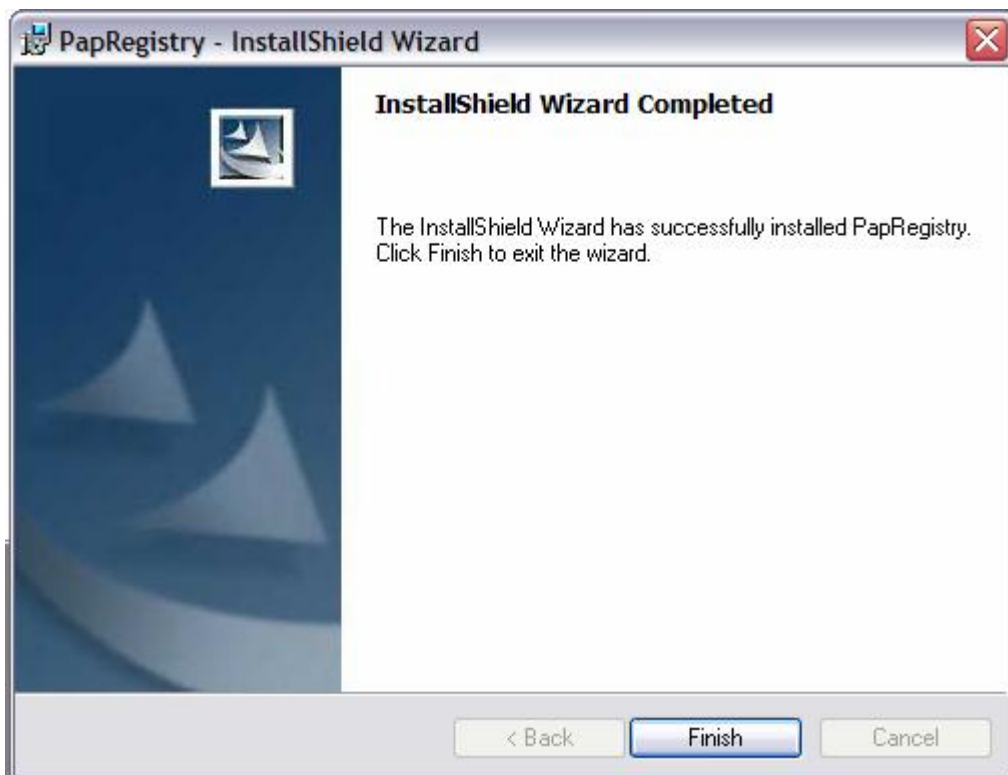 PapRegistry - InstallShield Wizard
InstallShield Wizard Completed
The InstallShield Wizard has successfully installed PapRegistry.
Click Finish to exit the wizard.
< Back Finish Cancel